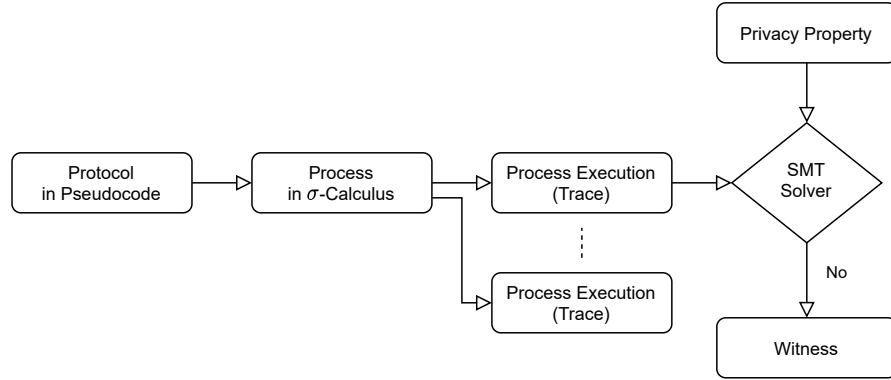 Privacy Property
Protocol
in Pseudocode
Process
in σ-Calculus
Process Execution
(Trace)
SMT
Solver
Process Execution
(Trace)
No
Witness